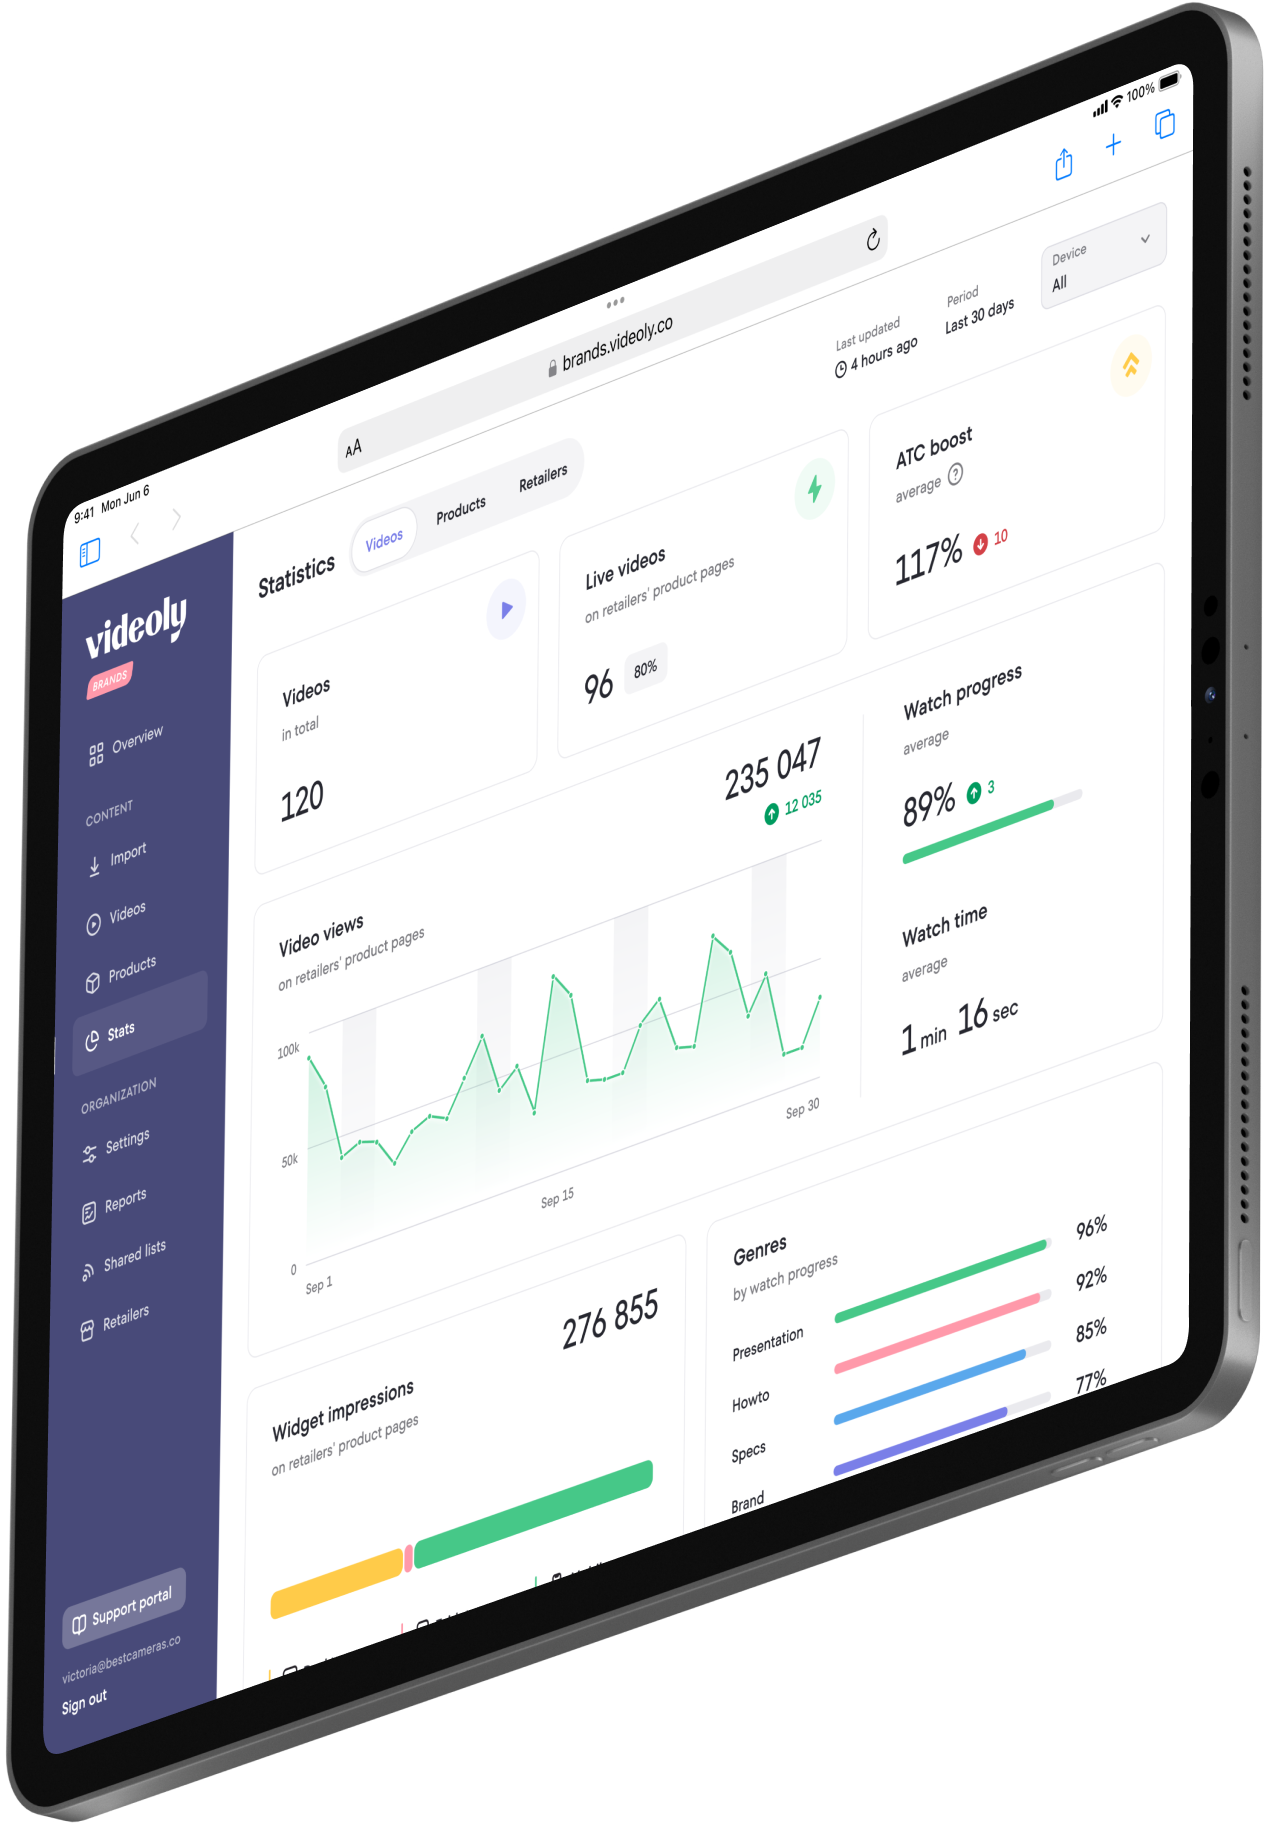 9:41 Mon Jun 6
100%
AA
brands.videoly.co
videoly
BRANDS
Overview
CONTENT
Import
Videos
Products
Stats
ORGANIZATION
Settings
Reports
Shared lists
Retailers
Support portal
victoria@bestcameras.co
Sign out
Statistics
Videos
Products
Retailers
Last updated
4 hours ago
Period
Last 30 days
Device
All
Videos
in total
120
Live videos
on retailers' product pages
96
80%
ATC boost
average ?
117%
10
Video views
on retailers' product pages
235 047
12 035
100k
50k
0
Sep 1
Sep 15
Sep 30
Watch progress
average
89%
3
Watch time
average
1 min 16 sec
Widget impressions
on retailers' product pages
276 855
Genres
by watch progress
Presentation
96%
Howto
92%
Specs
85%
Brand
77%